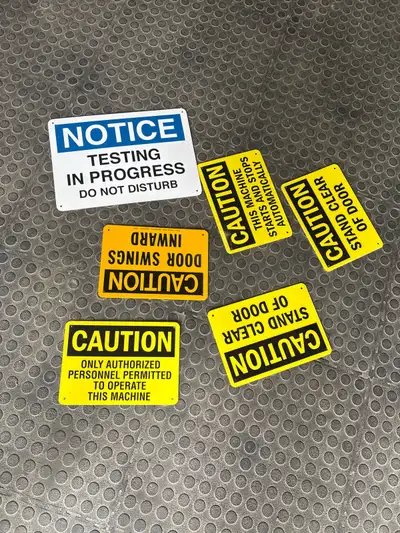 NOTICE
TESTING
IN PROGRESS
DO NOT DISTURB
CAUTION
THIS MACHINE
STARTS AND STOPS
AUTOMATICALLY
CAUTION
STAND CLEAR
OF DOOR
CAUTION
DOOR SWINGS
INWARD
CAUTION
STAND CLEAR
OF DOOR
CAUTION
ONLY AUTHORIZED
PERSONNEL PERMITTED
TO OPERATE
THIS MACHINE